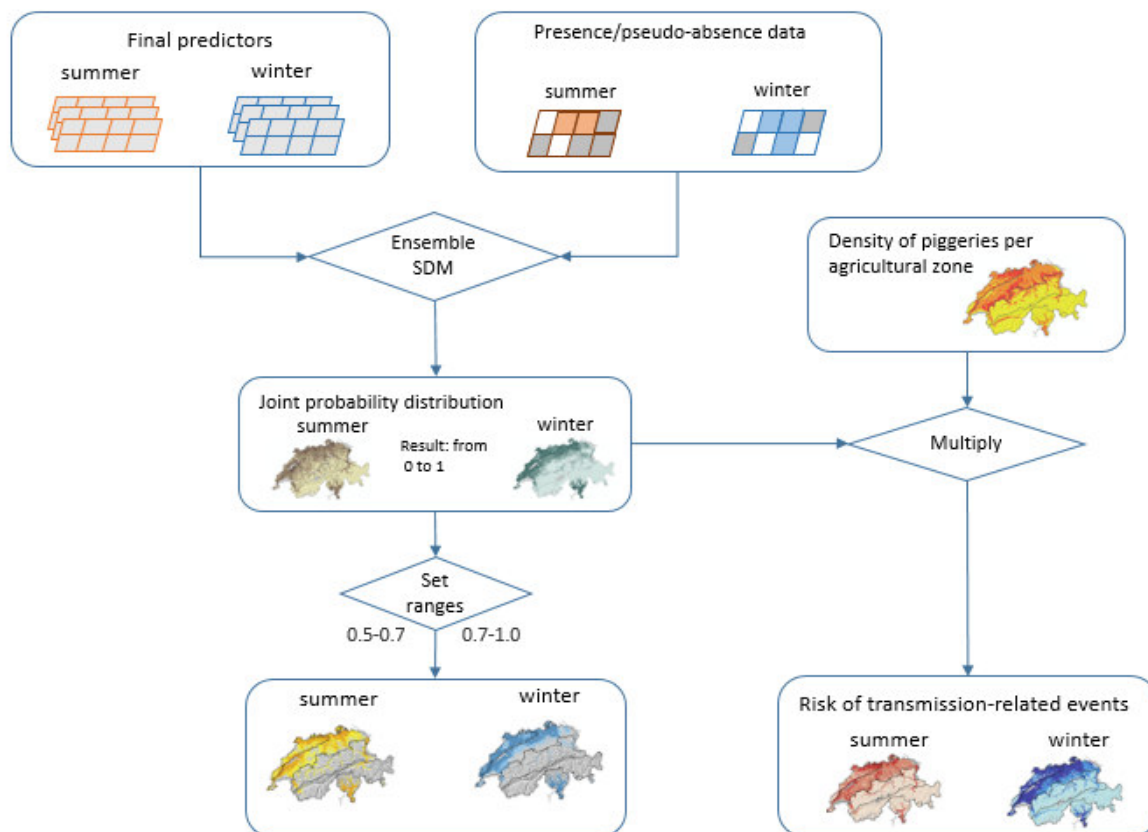 Final predictors
summer
winter
Presence/pseudo-absence data
summer
winter
Ensemble
SDM
Density of piggeries per
agricultural zone
Joint probability distribution
summer
winter
Result: from
0 to 1
Multiply
Set
ranges
0.5-0.7
0.7-1.0
summer
winter
Risk of transmission-related events
summer
winter